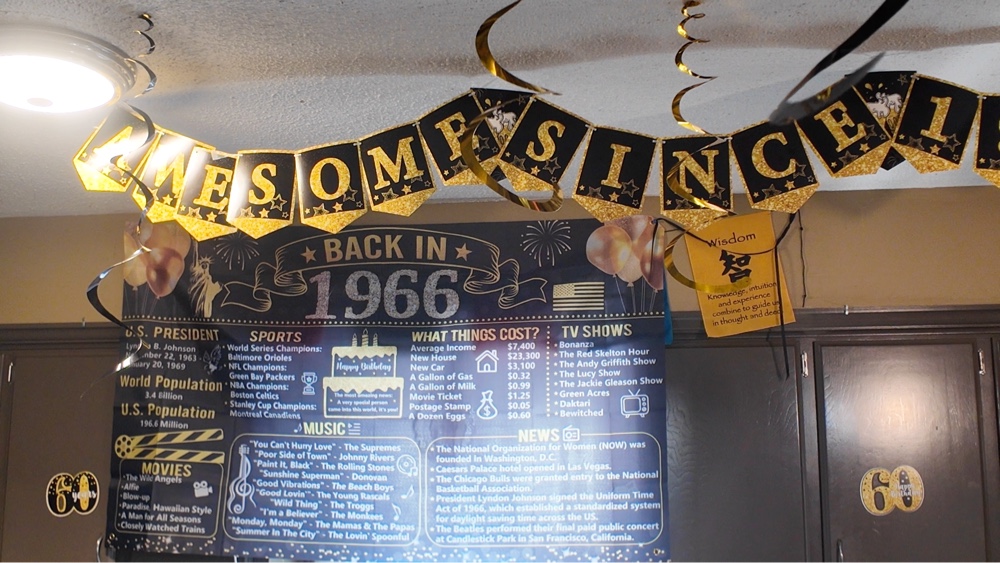 AWESOME SINCE 1
BACK IN
1966
U.S. PRESIDENT
B. Johnson
22, 1963
20, 1969
World Population
3.4 Billion
U.S. Population
196.6 Million
MOVIES
The Wild Angels
Alfie
Blow-up
Paradise, Hawaiian Style
A Man for All Seasons
Closely Watched Trains
SPORTS
World Series Champions:
Baltimore Orioles
NFL Champions:
Green Bay Packers
NBA Champions:
Boston Celtics
Stanley Cup Champions:
Montreal Canadiens
Happy Birthday
The most amazing news:
A very special person
came into this world, it's you!
WHAT THINGS COST?
Average Income $7,400
New House $23,300
New Car $3,100
A Gallon of Gas $0.32
A Gallon of Milk $0.99
Movie Ticket $1.25
Postage Stamp $0.05
A Dozen Eggs $0.60
TV SHOWS
Bonanza
The Red Skelton Hour
The Andy Griffith Show
The Lucy Show
The Jackie Gleason Show
Green Acres
Daktari
Bewitched
MUSIC
"You Can't Hurry Love" - The Supremes
"Poor Side of Town" - Johnny Rivers
"Paint It, Black" - The Rolling Stones
"Sunshine Superman" - Donovan
"Good Vibrations" - The Beach Boys
"Good Lovin'" - The Young Rascals
"Wild Thing" - The Troggs
"I'm a Believer" - The Monkees
"Monday, Monday" - The Mamas & The Papas
"Summer In The City" - The Lovin' Spoonful
NEWS
The National Organization for Women (NOW) was
founded in Washington, D.C.
Caesars Palace hotel opened in Las Vegas.
The Chicago Bulls were granted entry to the National
Basketball Association.
President Lyndon Johnson signed the Uniform Time
Act of 1966, which established a standardized system
for daylight saving time across the US.
The Beatles performed their final paid public concert
at Candlestick Park in San Francisco, California.
Wisdom
智
Knowledge, intuition
and experience
combine to guide us
in thought and deed
60
years
60
Happy
Birthday